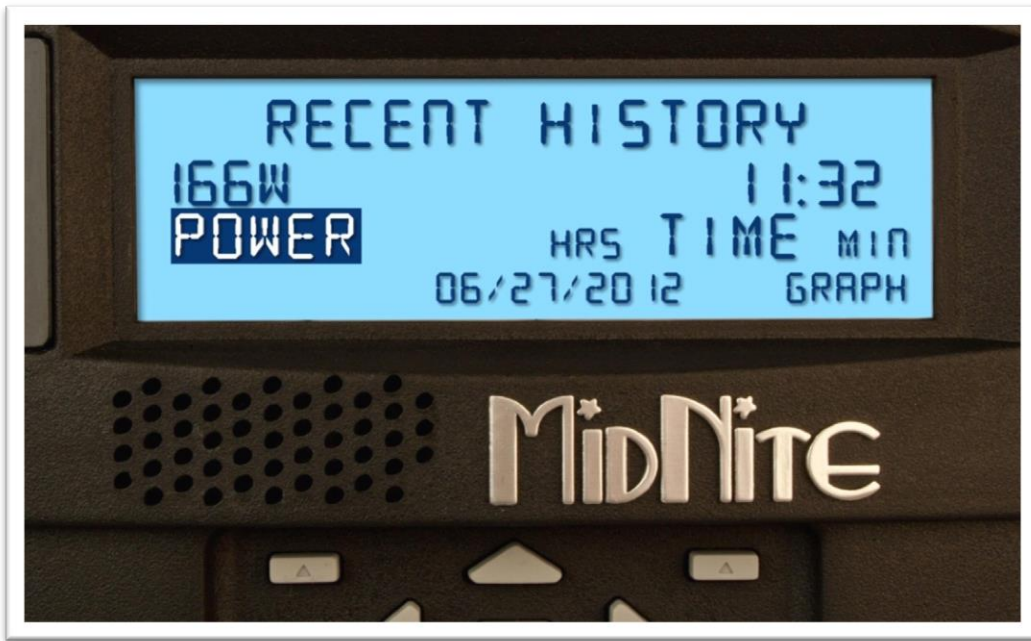 RECENT HISTORY
166W 11:32
POWER HRS TIME MIN
06/27/2012 GRAPH
MIDNITE